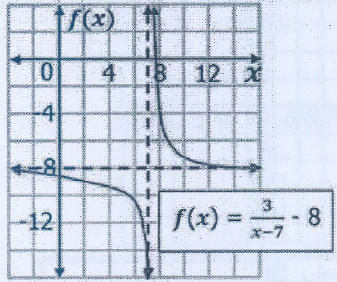 f(x)
0 4 8 12 x
-4
-8
-12
f(x) = 3/(x-7) - 8